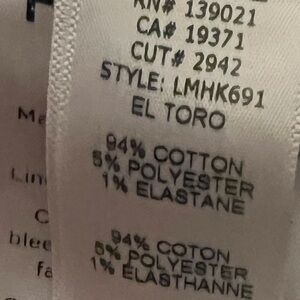 RN# 139021
CA# 19371
CUT# 2942
STYLE: LMHK691
EL TORO
94% COTTON
5% POLYESTER
1% ELASTANE
94% COTON
5% POLYESTER
1% ELASTHANNE